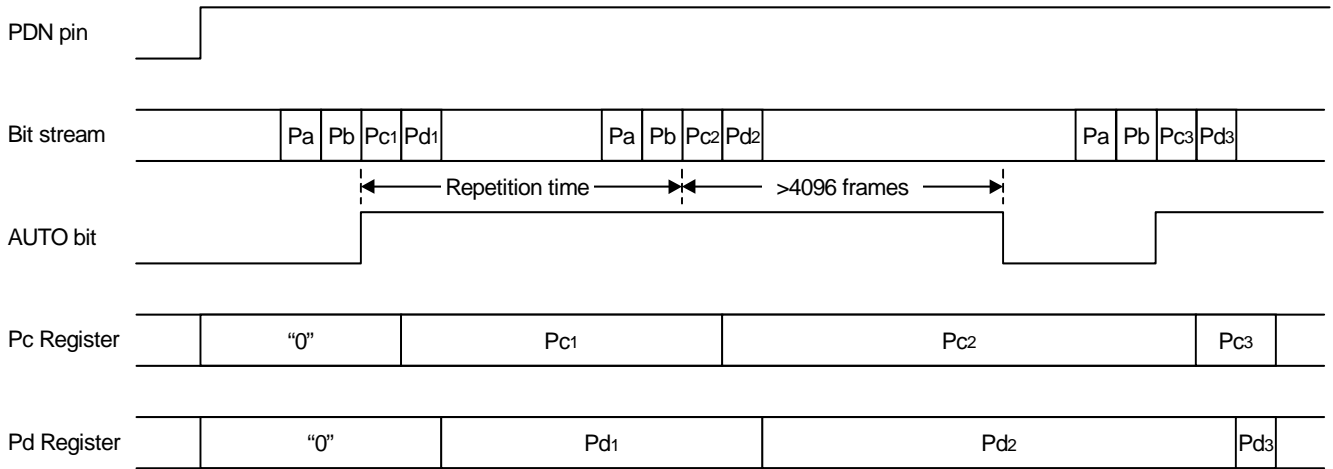 PDN pin
Bit stream Pa Pb Pc1 Pd1 Pa Pb Pc2 Pd2 Pa Pb Pc3 Pd3
Repetition time >4096 frames
AUTO bit
Pc Register “0” Pc1 Pc2 Pc3
Pd Register “0” Pd1 Pd2 Pd3